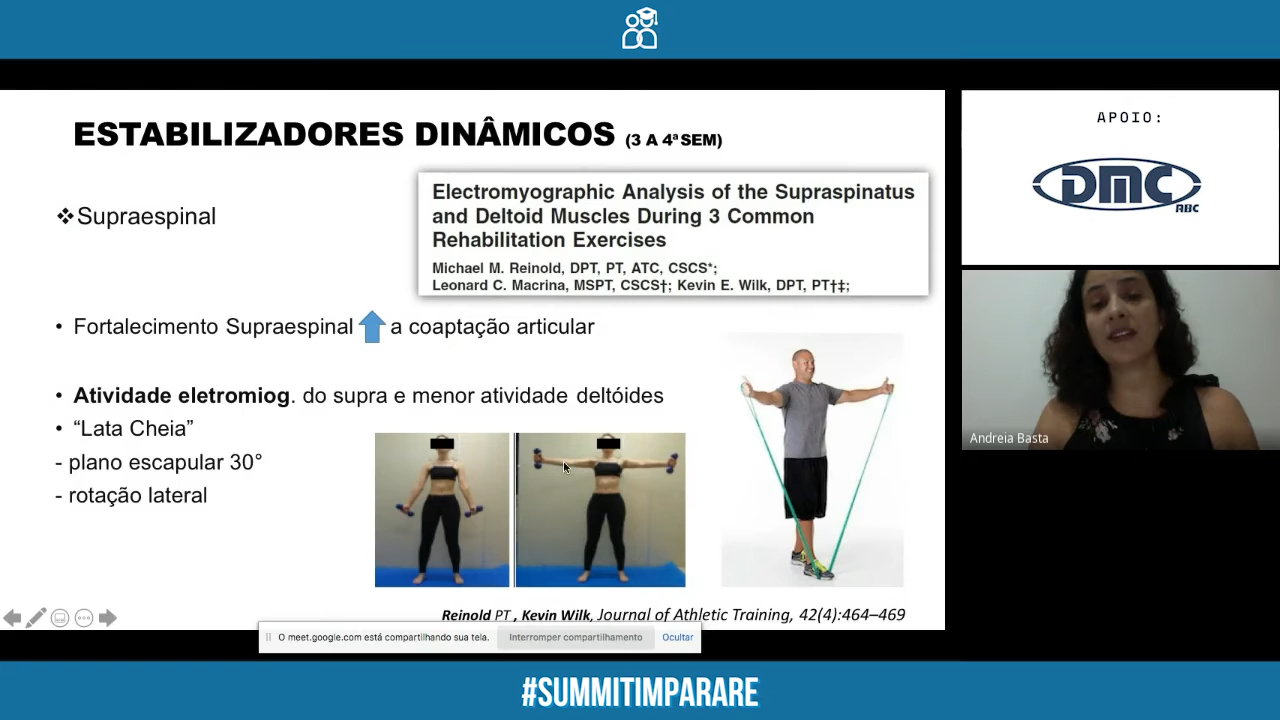 ESTABILIZADORES DINÂMICOS (3 A 4ª SEM)
Electromyographic Analysis of the Supraspinatus
and Deltoid Muscles During 3 Common
Rehabilitation Exercises
Michael M. Reinold, DPT, PT, ATC, CSCS*;
Leonard C. Macrina, MSPT, CSCS†; Kevin E. Wilk, DPT, PT†‡;
❖Supraespinal
• Fortalecimento Supraespinal a coaptação articular
• Atividade eletromiog. do supra e menor atividade deltóides
• “Lata Cheia”
- plano escapular 30°
- rotação lateral
Reinold PT , Kevin Wilk, Journal of Athletic Training, 42(4):464–469
O meet.google.com está compartilhando sua tela.
Interromper compartilhamento
Ocultar
APOIO:
DMC
ABC
Andreia Basta
#SUMMITIMPARARE